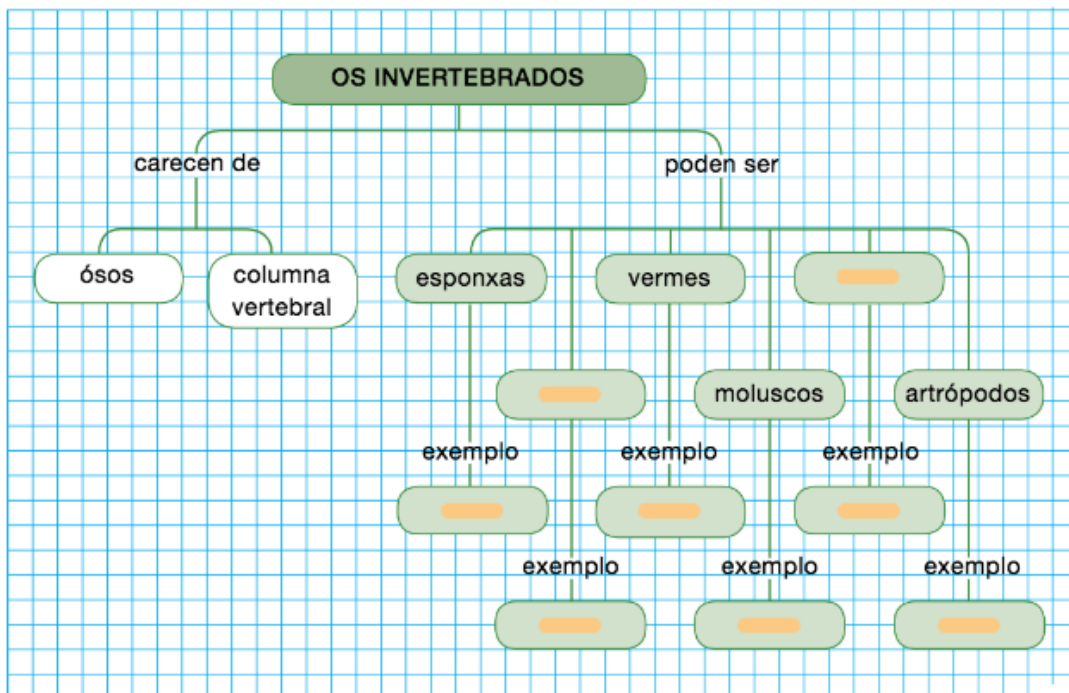 OS INVERTEBRADOS
carecen de
poden ser
ósos
columna
vertebral
esponxas
vermes
moluscos
artrópodos
exemplo
exemplo
exemplo
exemplo
exemplo
exemplo